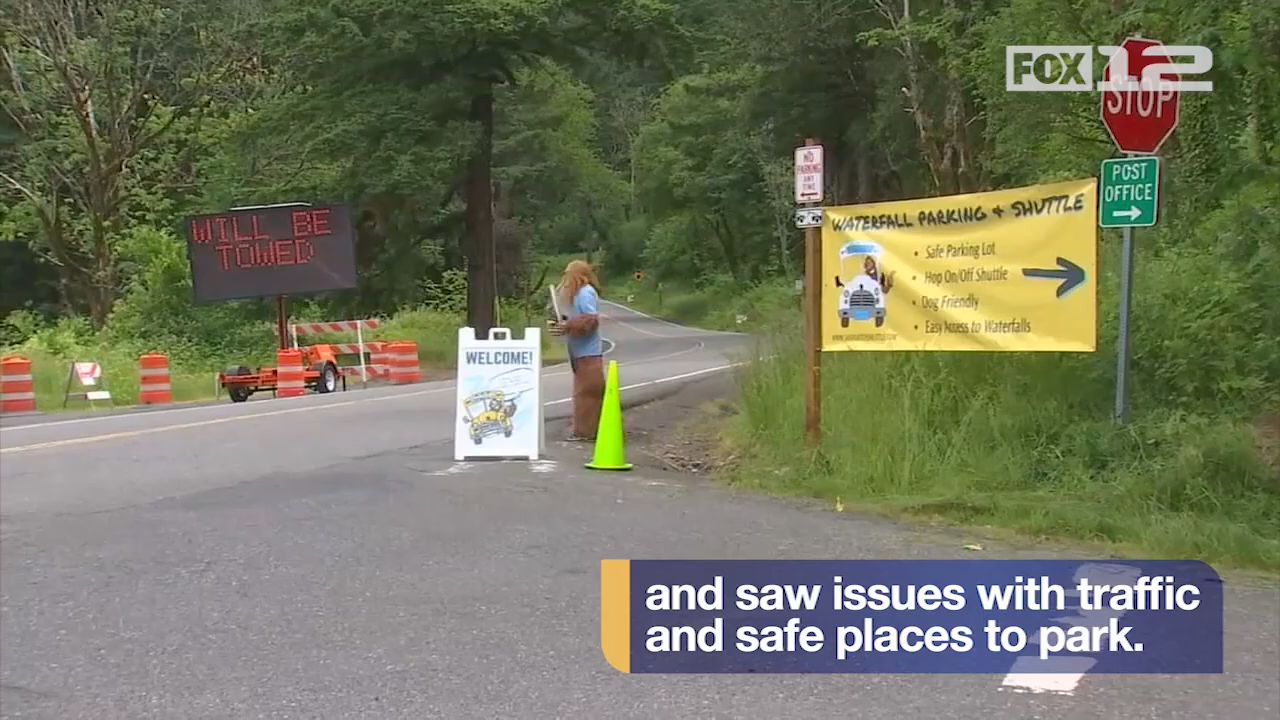 FOX 12
STOP
POST
OFFICE
NO
PARKING
ANY
TIME
WILL BE
TOWED
WATERFALL PARKING & SHUTTLE
• Safe Parking Lot
• Hop On/Off Shuttle
• Dog Friendly
• Easy Access to Waterfalls
WELCOME!
and saw issues with traffic
and safe places to park.